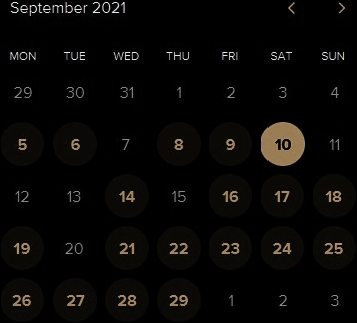 September 2021
MON TUE WED THU FRI SAT SUN
29 30 31 1 2 3 4
5 6 7 8 9 10 11
12 13 14 15 16 17 18
19 20 21 22 23 24 25
26 27 28 29 1 2 3